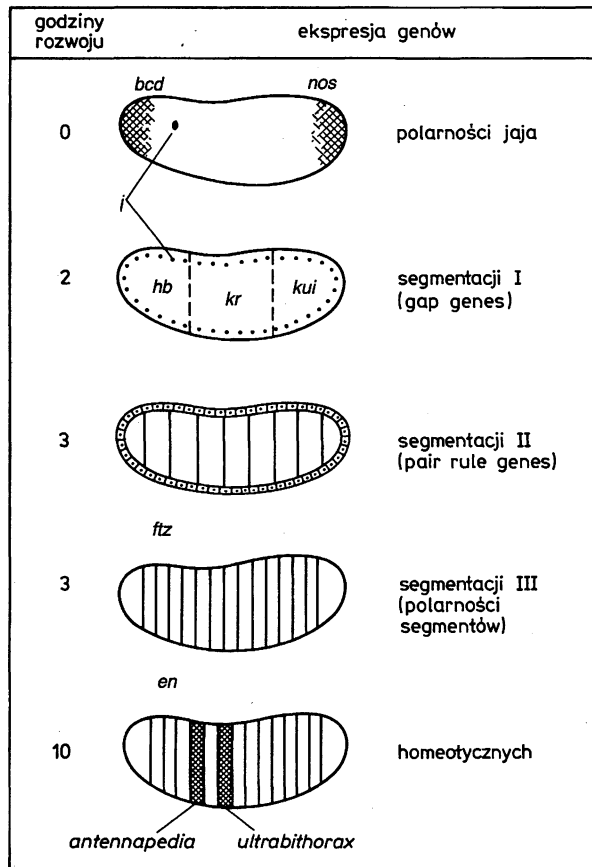 godziny
rozwoju
ekspresja genów
bcd
nos
0
polarności jaja
j
2
hb
kr
kui
segmentacji I
(gap genes)
3
segmentacji II
(pair rule genes)
ftz
3
segmentacji III
(polarności
segmentów)
en
10
homeotycznych
antennapedia
ultrabithorax